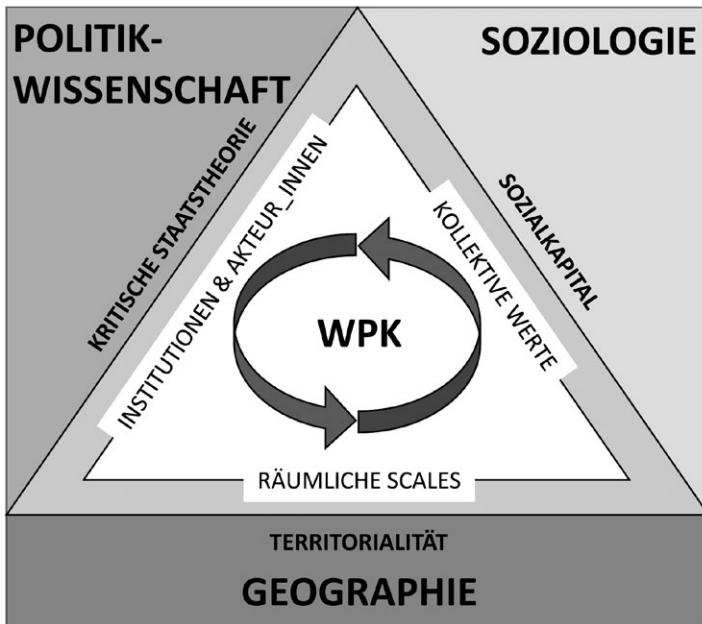 POLITIK-
WISSENSCHAFT
SOZIOLOGIE
KRITISCHE STAATSTHEORIE
INSTITUTIONEN & AKTEUR_INNEN
KOLLEKTIVE WERTE
SOZIALKAPITAL
WPK
RÄUMLICHE SCALES
TERRITORIALITÄT
GEOGRAPHIE